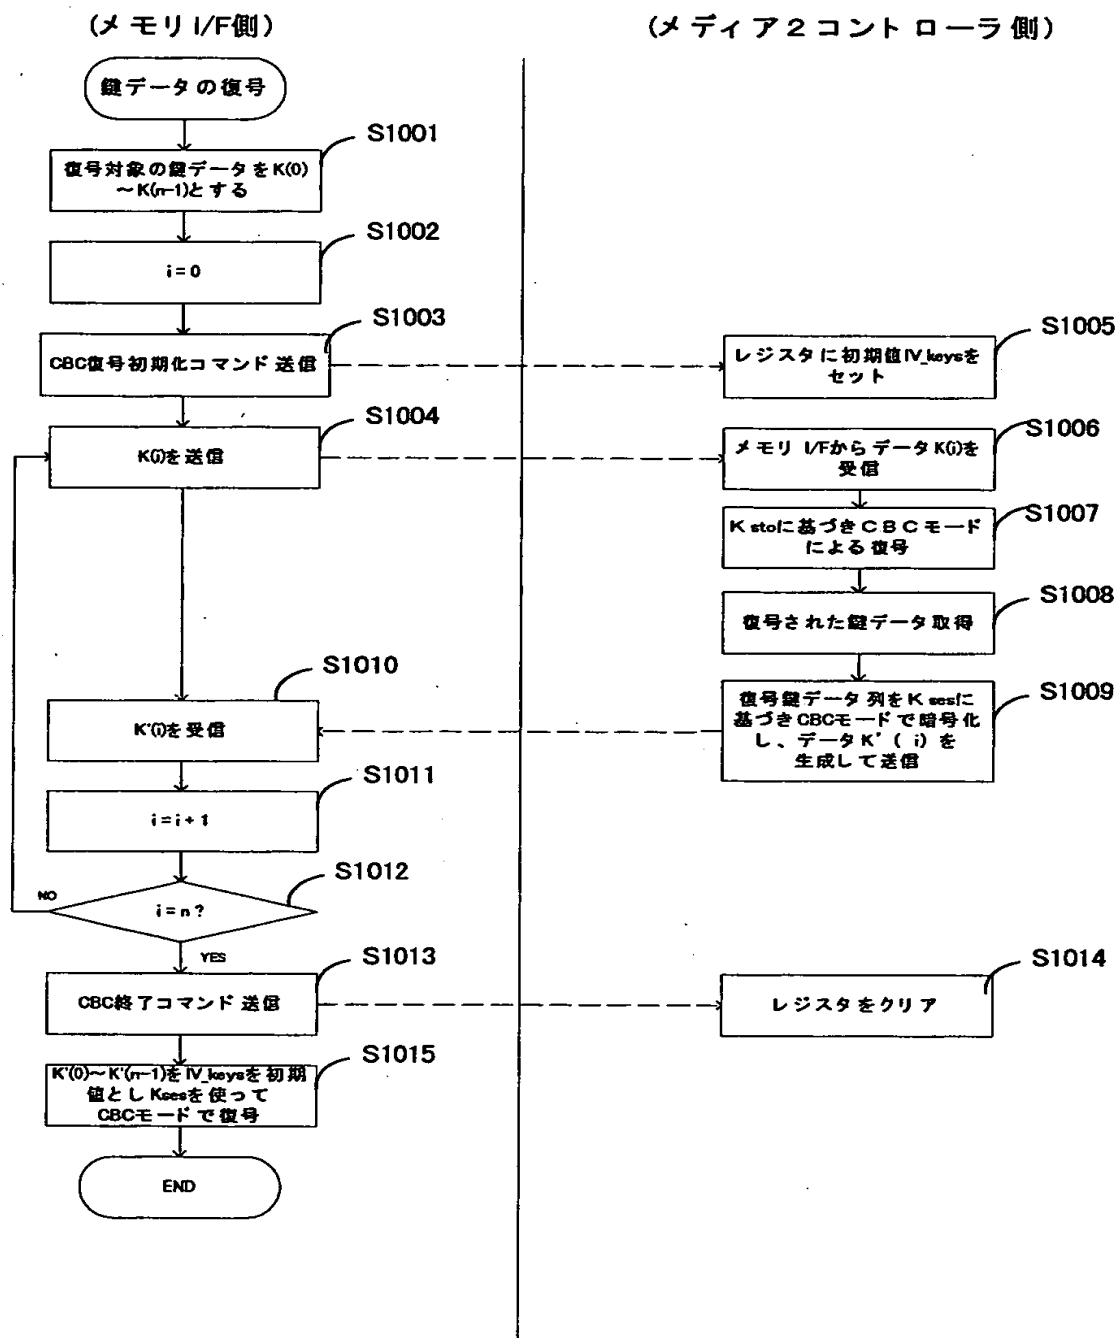 (メモリI/F側)
(メディア2コントローラ側)
鍵データの復号
S1001
復号対象の鍵データをK(0)
～K(n-1)とする
S1002
i=0
S1003
CBC復号初期化コマンド送信
S1005
レジスタに初期値IV_keysを
セット
S1004
K(i)を送信
S1006
メモリI/FからデータK(i)を
受信
S1007
K stoに基づきCBCモード
による復号
S1008
復号された鍵データ取得
S1010
K'(i)を受信
S1009
復号鍵データ列をK sesに
基づきCBCモードで暗号化
し、データK'(i)を
生成して送信
S1011
i=i+1
S1012
NO
i=n?
YES
S1013
CBC終了コマンド送信
S1014
レジスタをクリア
S1015
K'(0)～K'(n-1)をIV_keysを初期
値としKsesを使って
CBCモードで復号
END